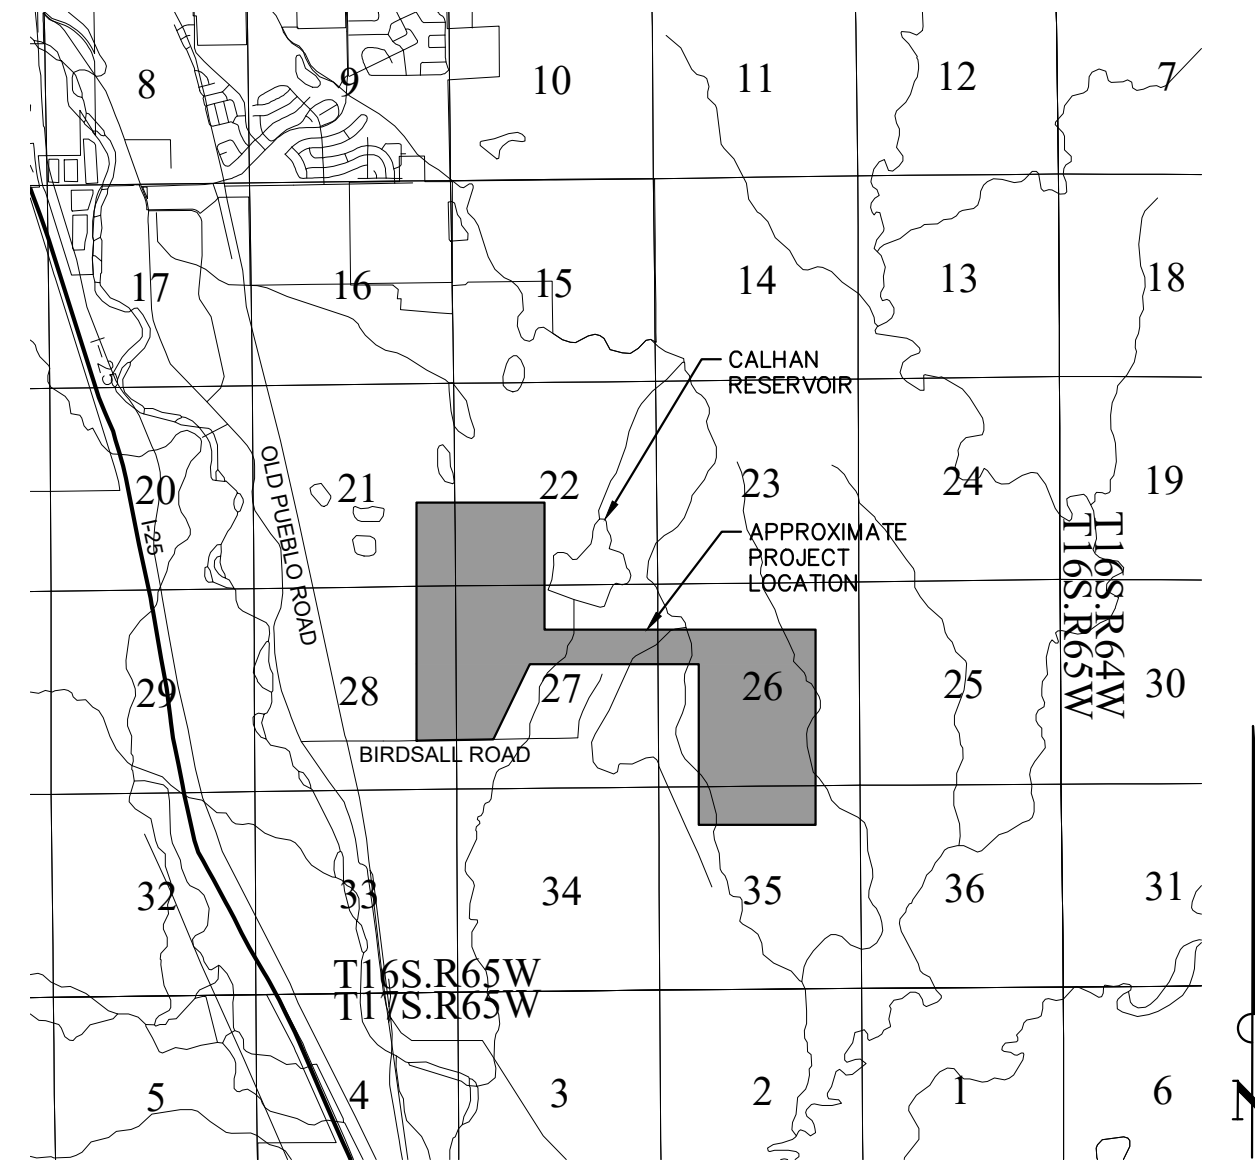 8
9
10
11
12
7
17
16
15
14
13
18
I-25
CALHAN
RESERVOIR
20
21
22
23
24
19
I-25
OLD PUEBLO ROAD
APPROXIMATE
PROJECT
LOCATION
T16S.R64W
T16S.R65W
29
28
27
26
25
30
BIRDSALL ROAD
32
33
34
35
36
31
T16S.R65W
T17S.R65W
5
4
3
2
1
6
N